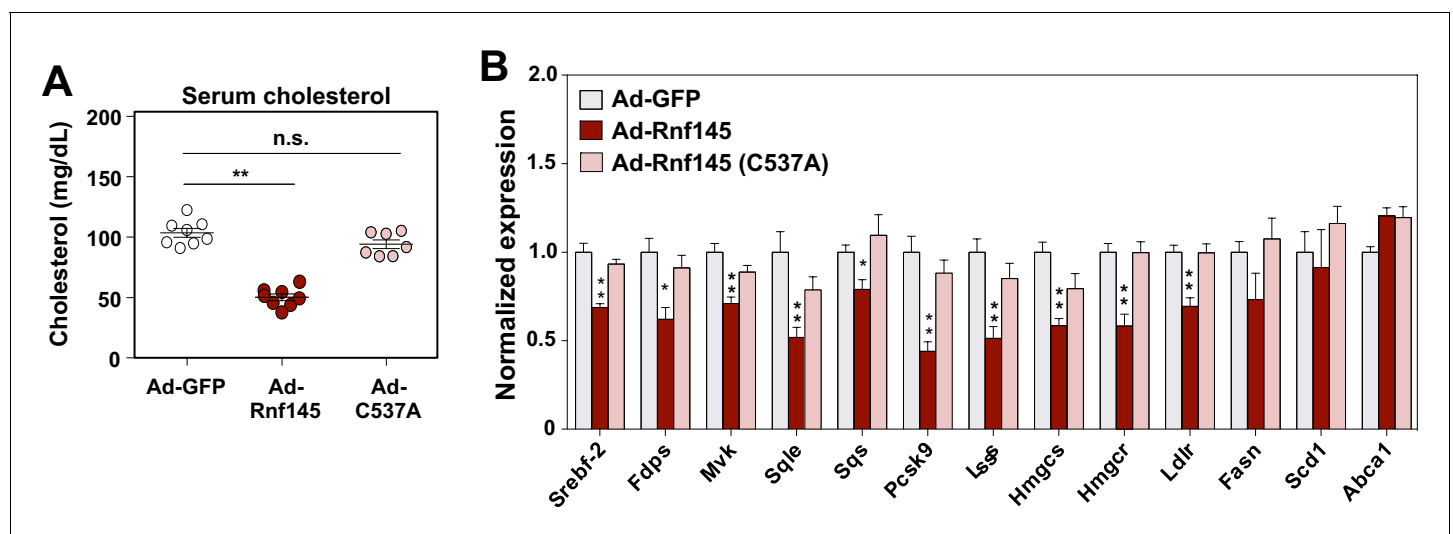 A
Serum cholesterol
Cholesterol (mg/dL)
200
150
100
50
0
n.s.
**
Ad-GFP
Ad-
Rnf145
Ad-
C537A
B
Normalized expression
2.0
1.5
1.0
0.5
0
Ad-GFP
Ad-Rnf145
Ad-Rnf145 (C537A)
**
*
**
**
*
**
**
**
**
**
Srebf-2
Fdps
Mvk
Sqle
Sqs
Pcsk9
Lsss
Hmgcs
Hmgcr
Ldlr
Fasn
Scd1
Abca1